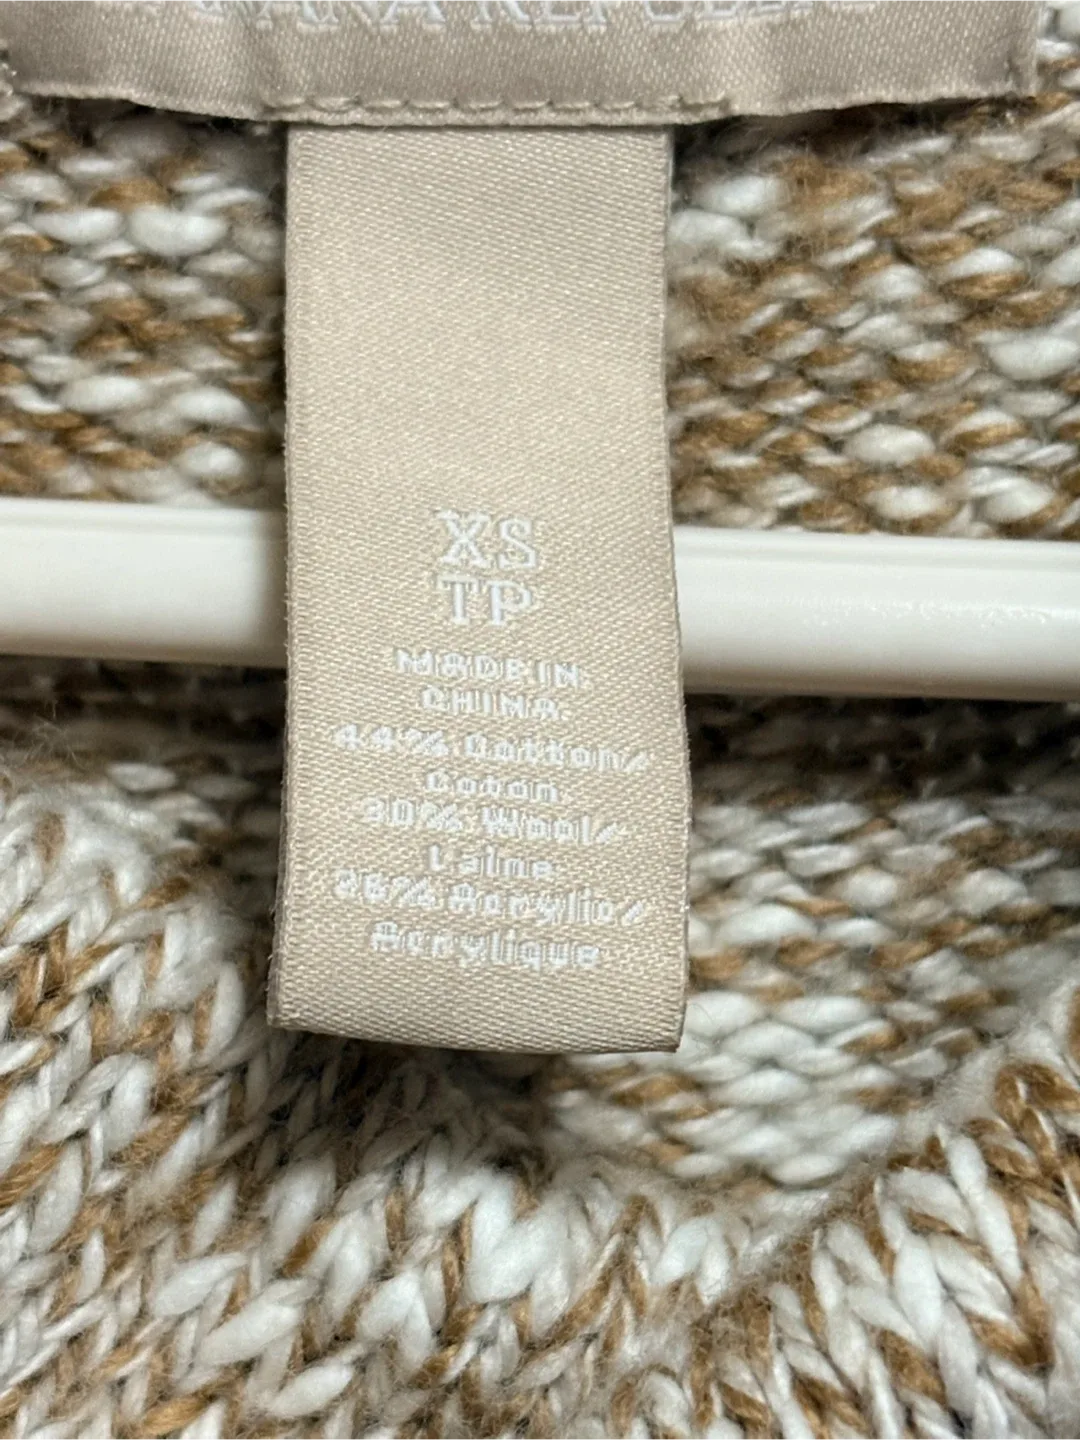 XS
TP
MADE IN
CHINA.
44% Cotton/
Coton
30% Wool/
Laine
26% Acrylic/
Acrylique